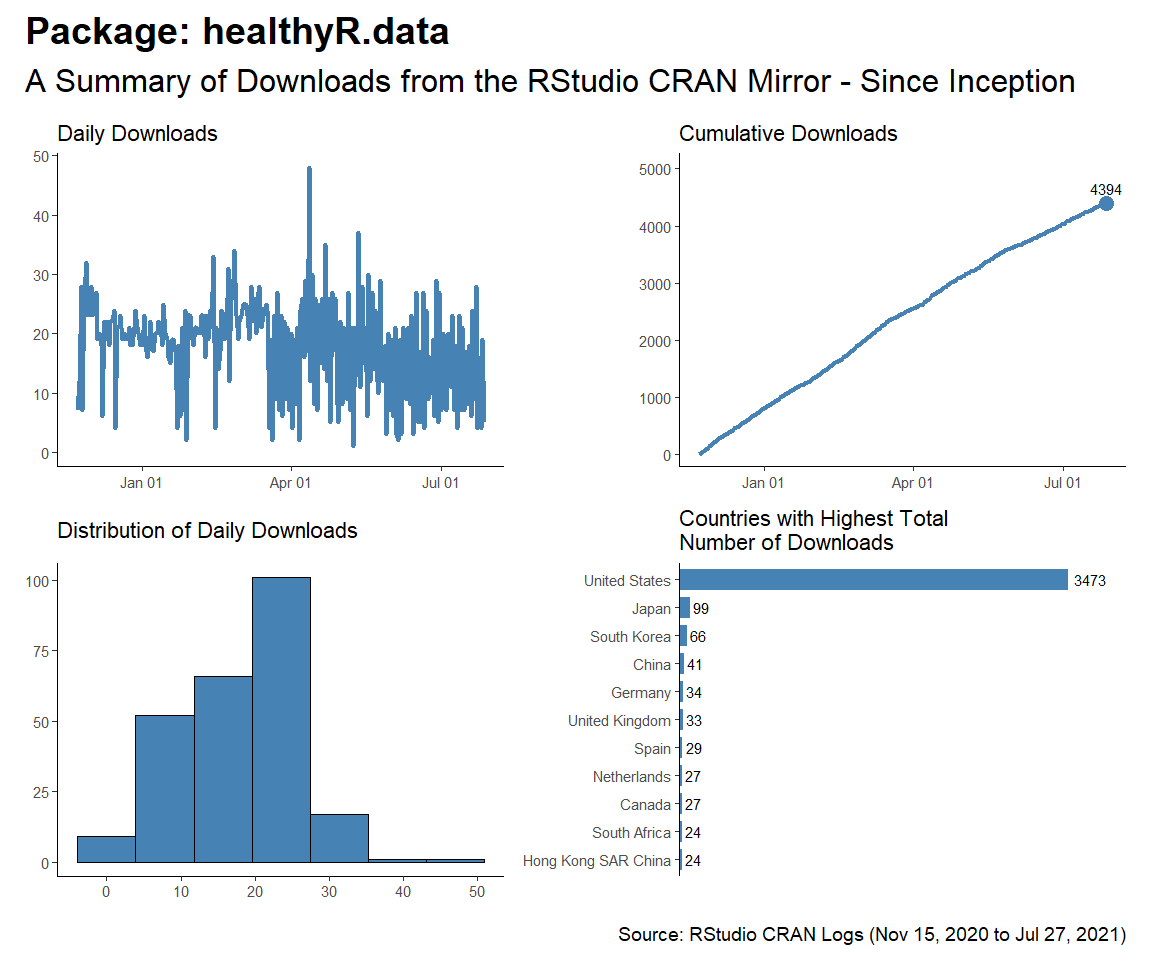 Package: healthyR.data
A Summary of Downloads from the RStudio CRAN Mirror - Since Inception
Daily Downloads
50
40
30
20
10
0
Jan 01
Apr 01
Jul 01
Cumulative Downloads
5000
4000
3000
2000
1000
0
4394
Jan 01
Apr 01
Jul 01
Distribution of Daily Downloads
100
75
50
25
0
0
10
20
30
40
50
Countries with Highest Total
Number of Downloads
United States 3473
Japan 99
South Korea 66
China 41
Germany 34
United Kingdom 33
Spain 29
Netherlands 27
Canada 27
South Africa 24
Hong Kong SAR China 24
Source: RStudio CRAN Logs (Nov 15, 2020 to Jul 27, 2021)